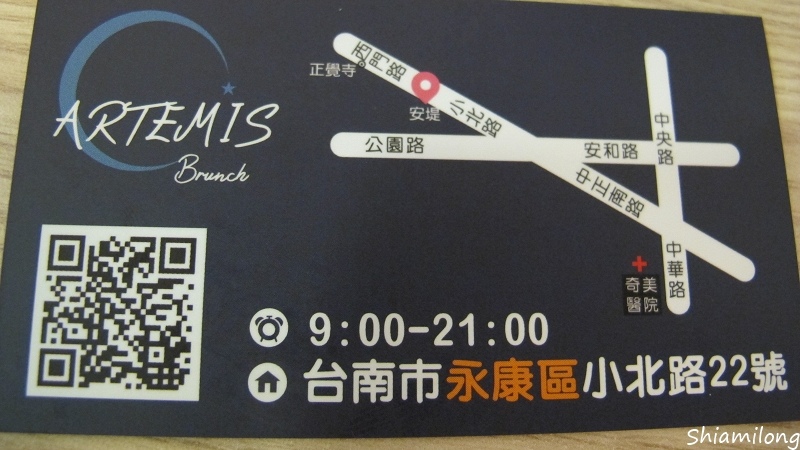 ARTEMIS
Brunch
正覺寺
西門路
安堤
小北路
公園路
安和路
中央路
中正南路
中華路
奇美
醫院
9:00-21:00
台南市永康區小北路22號
Shiamilong